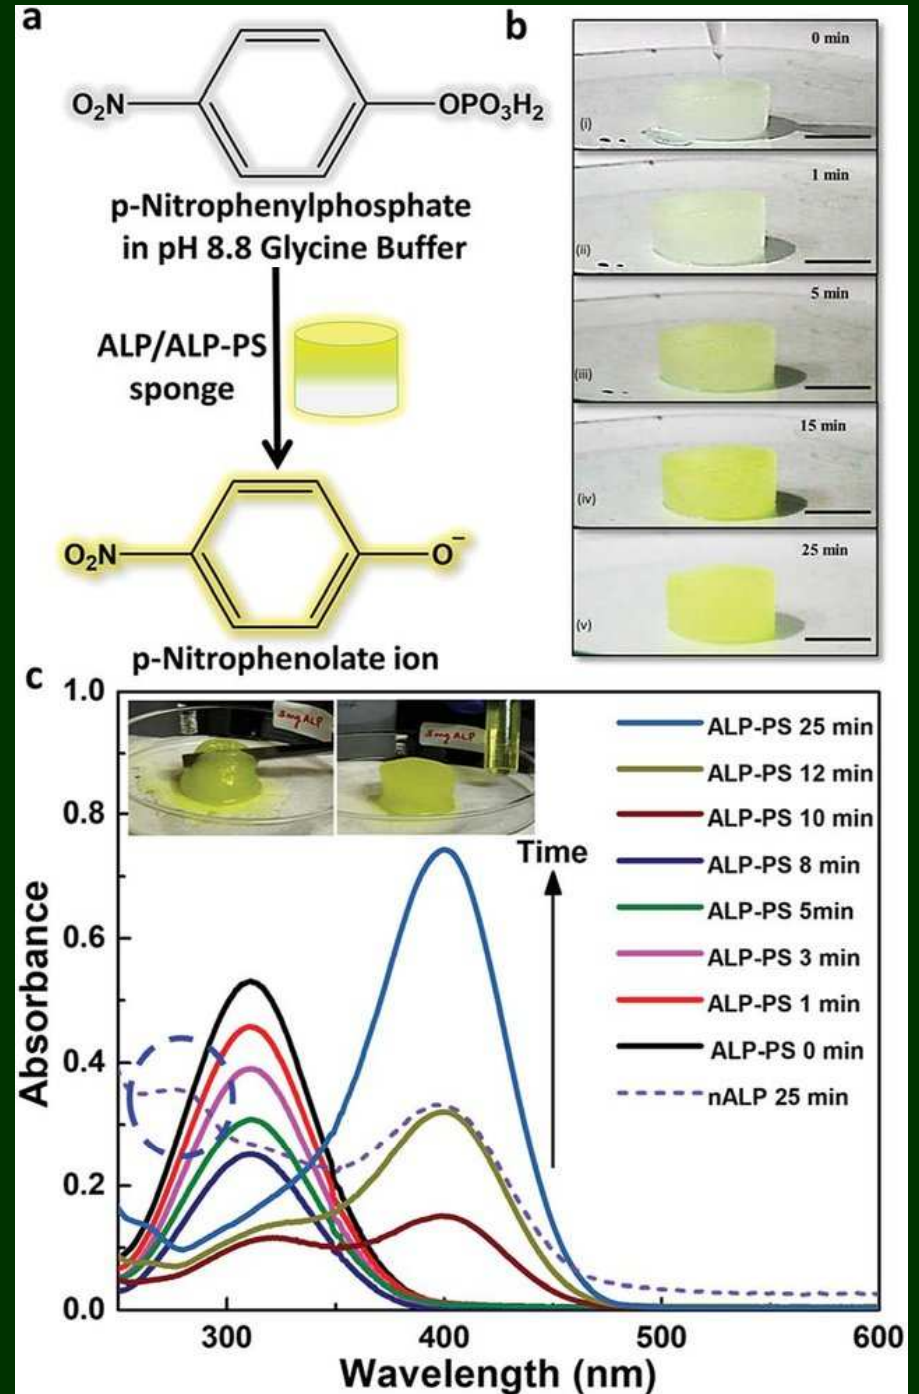 a
O₂N
OPO₃H₂
p-Nitrophenylphosphate
in pH 8.8 Glycine Buffer
ALP/ALP-PS
sponge
O₂N
O⁻
p-Nitrophenolate ion
b
0 min
(i)
1 min
(ii)
5 min
(iii)
15 min
(iv)
25 min
(v)
c
Absorbance
1.0
0.8
0.6
0.4
0.2
0.0
5mg ALP
5mg ALP
Time
ALP-PS 25 min
ALP-PS 12 min
ALP-PS 10 min
ALP-PS 8 min
ALP-PS 5min
ALP-PS 3 min
ALP-PS 1 min
ALP-PS 0 min
nALP 25 min
300
400
500
600
Wavelength (nm)